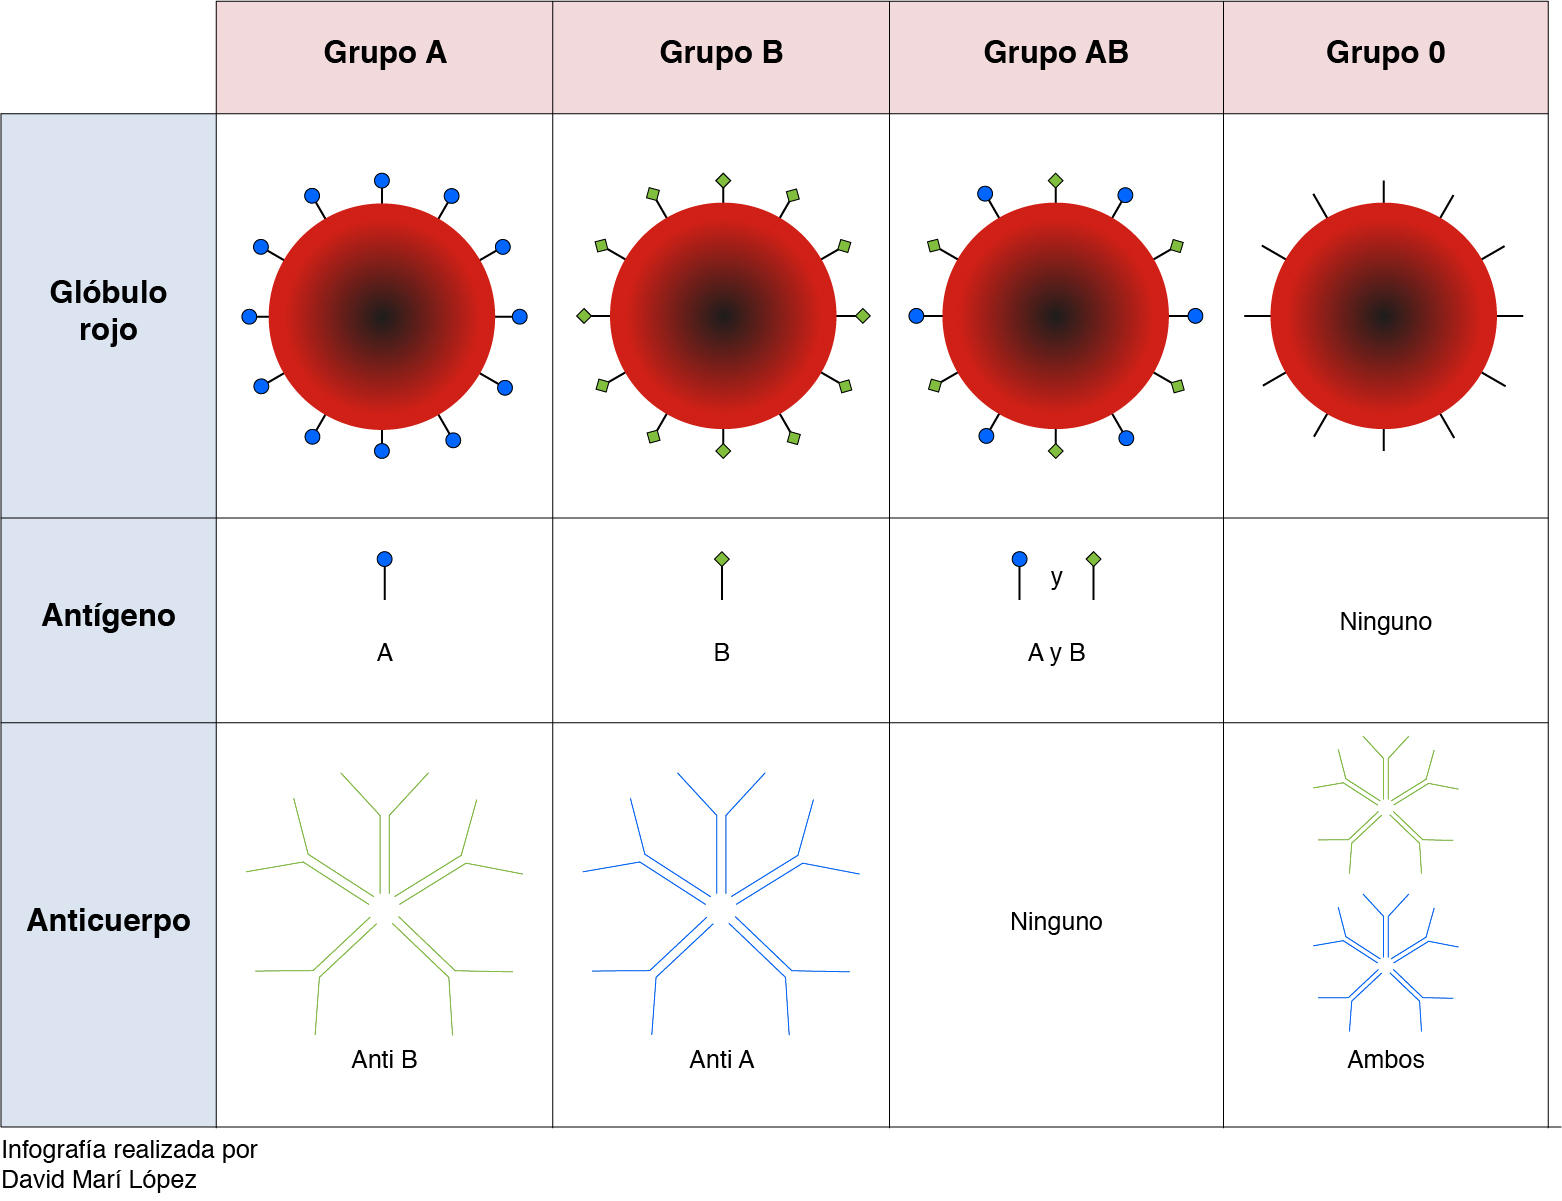 Grupo A
Grupo B
Grupo AB
Grupo 0
Glóbulo
rojo
Antígeno
A
B
y
A y B
Ninguno
Anticuerpo
Anti B
Anti A
Ninguno
Ambos
Infografía realizada por
David Marí López